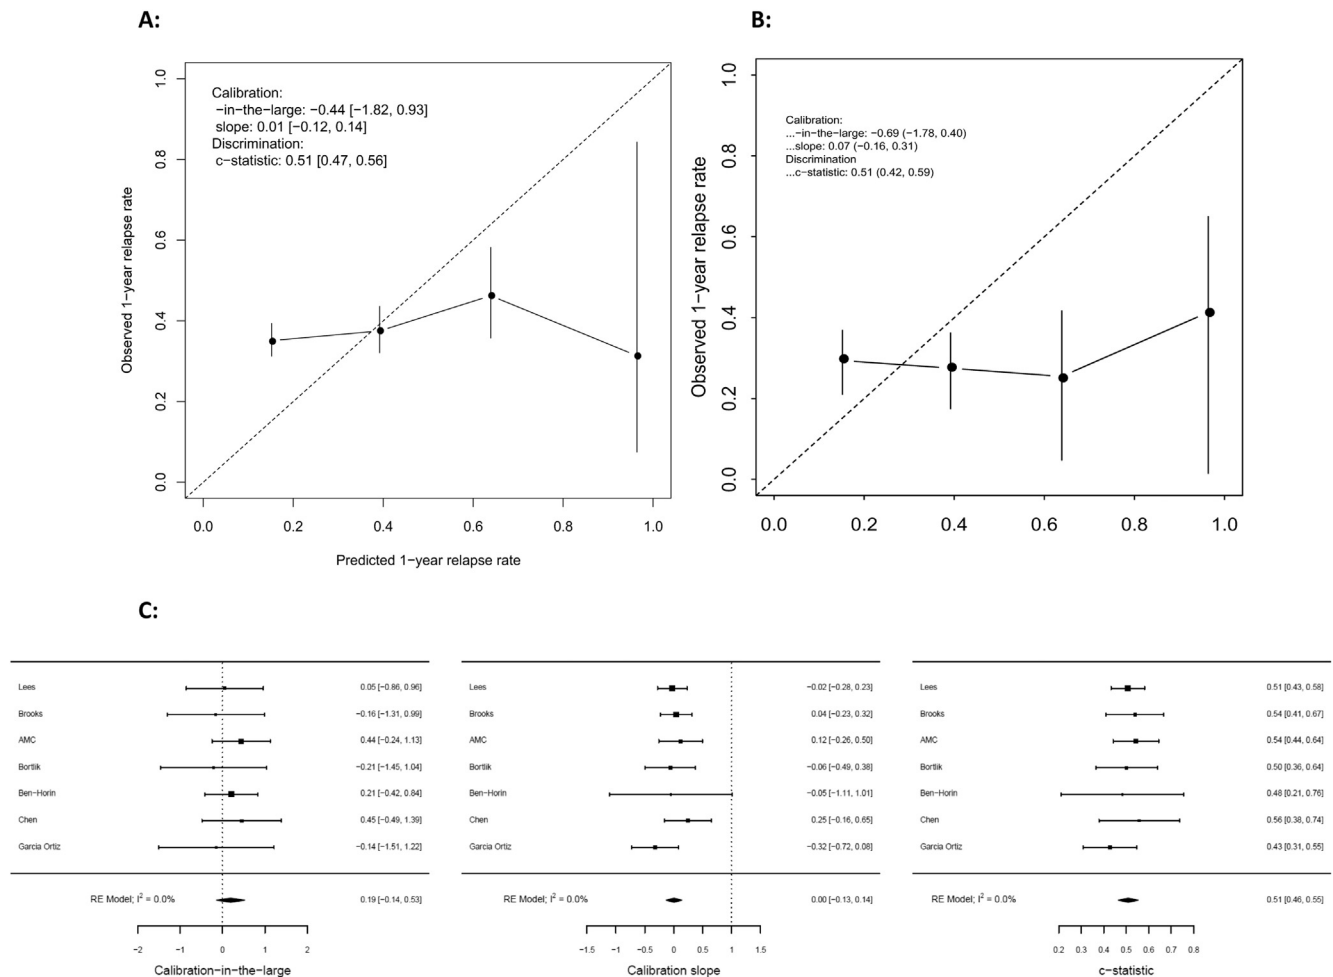 A:
B:
Calibration:
−in−the−large: −0.44 [−1.82, 0.93]
slope: 0.01 [−0.12, 0.14]
Discrimination:
c−statistic: 0.51 [0.47, 0.56]
Observed 1−year relapse rate
1.0
0.8
0.6
0.4
0.2
0.0
0.0 0.2 0.4 0.6 0.8 1.0
Predicted 1−year relapse rate
Calibration:
...−in−the−large: −0.69 (−1.78, 0.40)
...slope: 0.07 (−0.16, 0.31)
Discrimination
...c−statistic: 0.51 (0.42, 0.59)
Observed 1−year relapse rate
1.0
0.8
0.6
0.4
0.2
0.0
0.0 0.2 0.4 0.6 0.8 1.0
C:
Lees 0.05 [−0.86, 0.96]
Brooks −0.16 [−1.31, 0.99]
AMC 0.44 [−0.24, 1.13]
Bortlik −0.21 [−1.45, 1.04]
Ben−Horin 0.21 [−0.42, 0.84]
Chen 0.45 [−0.49, 1.39]
Garcia Ortiz −0.14 [−1.51, 1.22]
RE Model; I² = 0.0% 0.19 [−0.14, 0.53]
−2 −1 0 1 2
Calibration−in−the−large
Lees −0.02 [−0.28, 0.23]
Brooks 0.04 [−0.23, 0.32]
AMC 0.12 [−0.26, 0.50]
Bortlik −0.06 [−0.49, 0.38]
Ben−Horin −0.05 [−1.11, 1.01]
Chen 0.25 [−0.16, 0.65]
Garcia Ortiz −0.32 [−0.72, 0.08]
RE Model; I² = 0.0% 0.00 [−0.13, 0.14]
−1.5 −1 −0.5 0 0.5 1 1.5
Calibration slope
Lees 0.51 [0.43, 0.58]
Brooks 0.54 [0.41, 0.67]
AMC 0.54 [0.44, 0.64]
Bortlik 0.50 [0.36, 0.64]
Ben−Horin 0.48 [0.21, 0.76]
Chen 0.56 [0.38, 0.74]
Garcia Ortiz 0.43 [0.31, 0.55]
RE Model; I² = 0.0% 0.51 [0.46, 0.55]
0.2 0.3 0.4 0.5 0.6 0.7 0.8
c−statistic